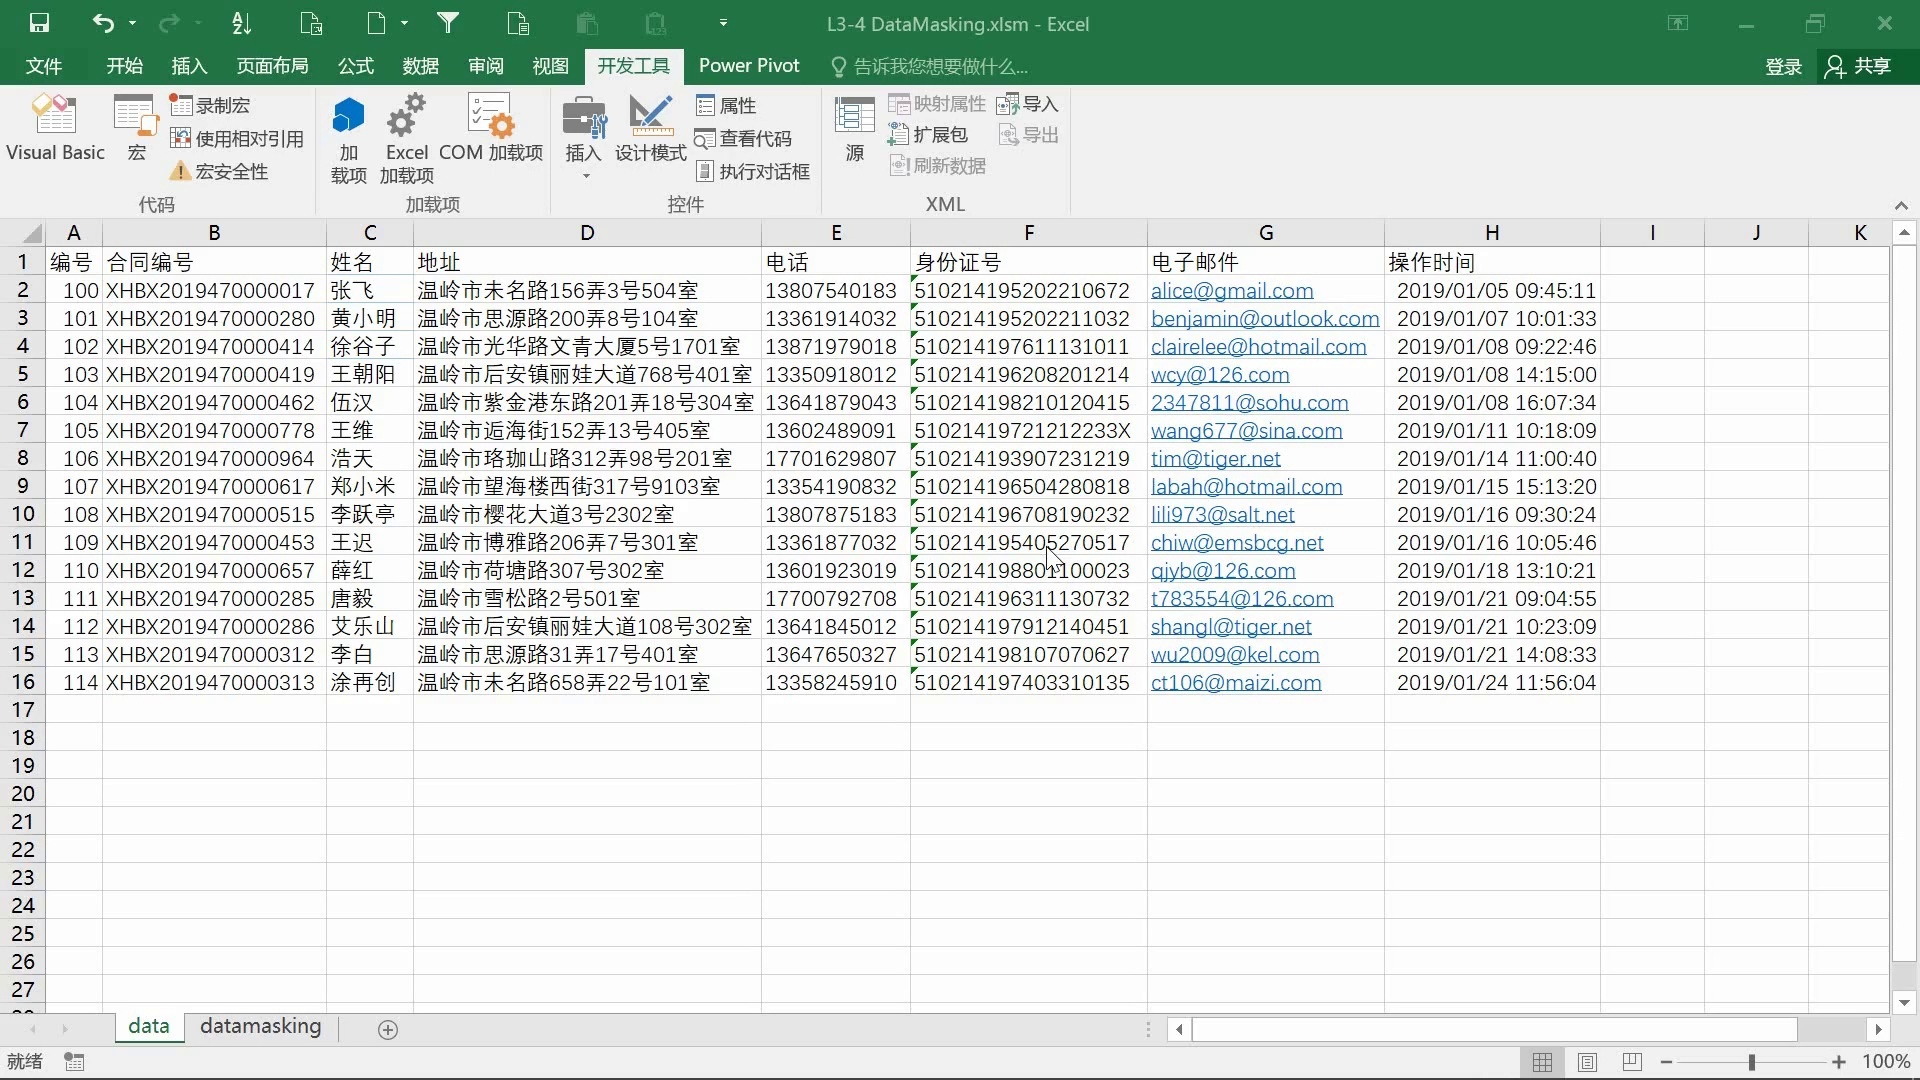 L3-4 DataMasking.xlsm - Excel
文件 开始 插入 页面布局 公式 数据 审阅 视图 开发工具 Power Pivot 告诉我您想要做什么... 登录 共享
Visual Basic 宏 录制宏 使用相对引用 宏安全性 代码
加载项 Excel 加载项 COM 加载项 加载项
插入 设计模式 属性 查看代码 执行对话框 控件
源 映射属性 扩展包 刷新数据 导入 导出 XML
A B C D E F G H I J K
1 编号 合同编号 姓名 地址 电话 身份证号 电子邮件 操作时间
2 100 XHBX2019470000017 张飞 温岭市未名路156弄3号504室 13807540183 510214195202210672 alice@gmail.com 2019/01/05 09:45:11
3 101 XHBX2019470000280 黄小明 温岭市思源路200弄8号104室 13361914032 510214195202211032 benjamin@outlook.com 2019/01/07 10:01:33
4 102 XHBX2019470000414 徐谷子 温岭市光华路文青大厦5号1701室 13871979018 510214197611131011 clairelee@hotmail.com 2019/01/08 09:22:46
5 103 XHBX2019470000419 王朝阳 温岭市后安镇丽娃大道768号401室 13350918012 510214196208201214 wcy@126.com 2019/01/08 14:15:00
6 104 XHBX2019470000462 伍汉 温岭市紫金港东路201弄18号304室 13641879043 510214198210120415 2347811@sohu.com 2019/01/08 16:07:34
7 105 XHBX2019470000778 王维 温岭市逅海街152弄13号405室 13602489091 51021419721212233X wang677@sina.com 2019/01/11 10:18:09
8 106 XHBX2019470000964 浩天 温岭市珞珈山路312弄98号201室 17701629807 510214193907231219 tim@tiger.net 2019/01/14 11:00:40
9 107 XHBX2019470000617 郑小米 温岭市望海楼西街317号9103室 13354190832 510214196504280818 labah@hotmail.com 2019/01/15 15:13:20
10 108 XHBX2019470000515 李跃亭 温岭市樱花大道3号2302室 13807875183 510214196708190232 lili973@salt.net 2019/01/16 09:30:24
11 109 XHBX2019470000453 王迟 温岭市博雅路206弄7号301室 13361877032 510214195405270517 chiw@emsbcg.net 2019/01/16 10:05:46
12 110 XHBX2019470000657 薛红 温岭市荷塘路307号302室 13601923019 qjyb@126.com 2019/01/18 13:10:21
13 111 XHBX2019470000285 唐毅 温岭市雪松路2号501室 17700792708 510214196311130732 t783554@126.com 2019/01/21 09:04:55
14 112 XHBX2019470000286 艾乐山 温岭市后安镇丽娃大道108号302室 13641845012 510214197912140451 shangl@tiger.net 2019/01/21 10:23:09
15 113 XHBX2019470000312 李白 温岭市思源路31弄17号401室 13647650327 510214198107070627 wu2009@kel.com 2019/01/21 14:08:33
16 114 XHBX2019470000313 涂再创 温岭市未名路658弄22号101室 13358245910 510214197403310135 ct106@maizi.com 2019/01/24 11:56:04
17
18
19
20
21
22
23
24
25
26
27
data datamasking
就绪 100%